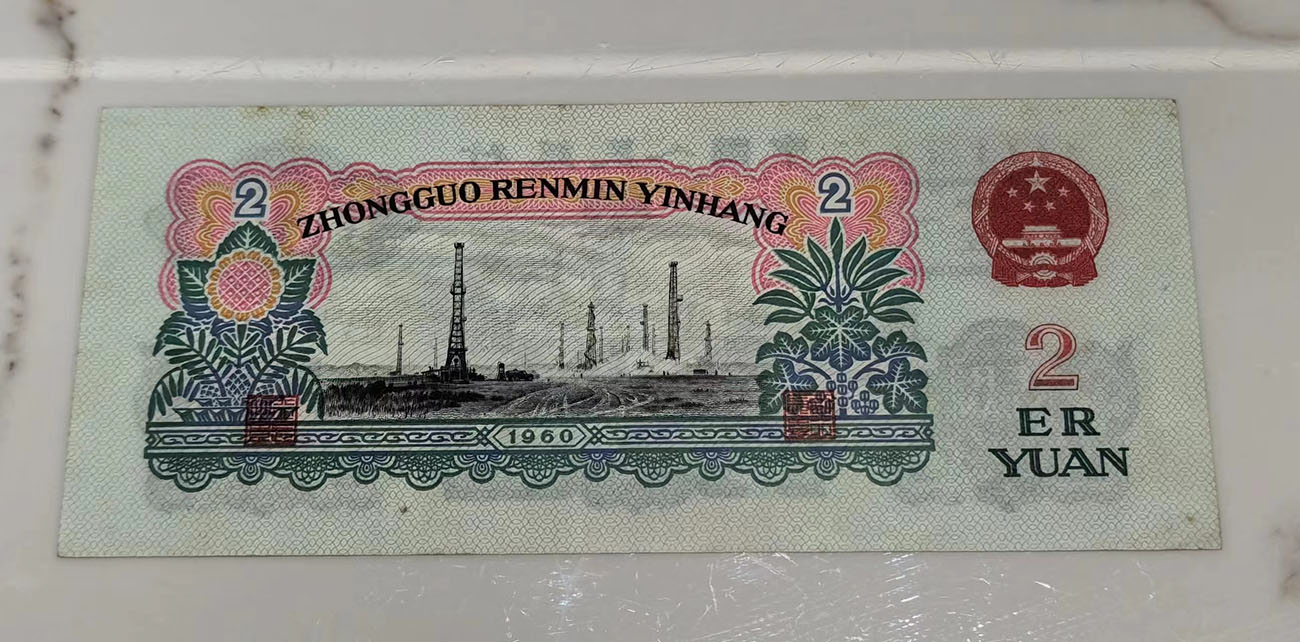 2 2
ZHONGGUO RENMIN YINHANG
1960
2
ER
YUAN